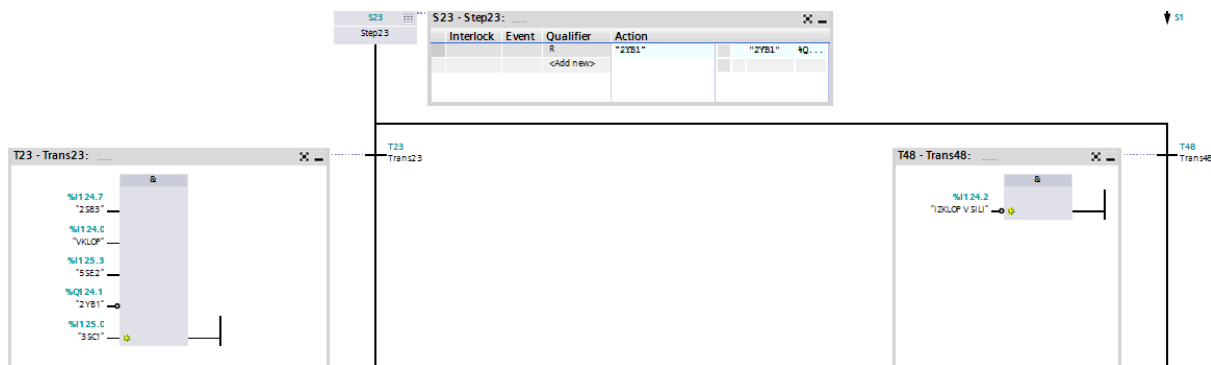 S23
Step23
S23 - Step23: .....
Interlock Event Qualifier Action
R "2YB1" "2YB1" %Q...
<Add new>
S1
T23 - Trans23: .....
T23
Trans23
&
%I124.7
"2SB3"
%I124.0
"VKLOP"
%I125.3
"5SE2"
%Q124.1
"2YB1"
%I125.0
"3SC1"
T48 - Trans48: .....
T48
Trans48
&
%I124.2
"IZKLOP V SILI"